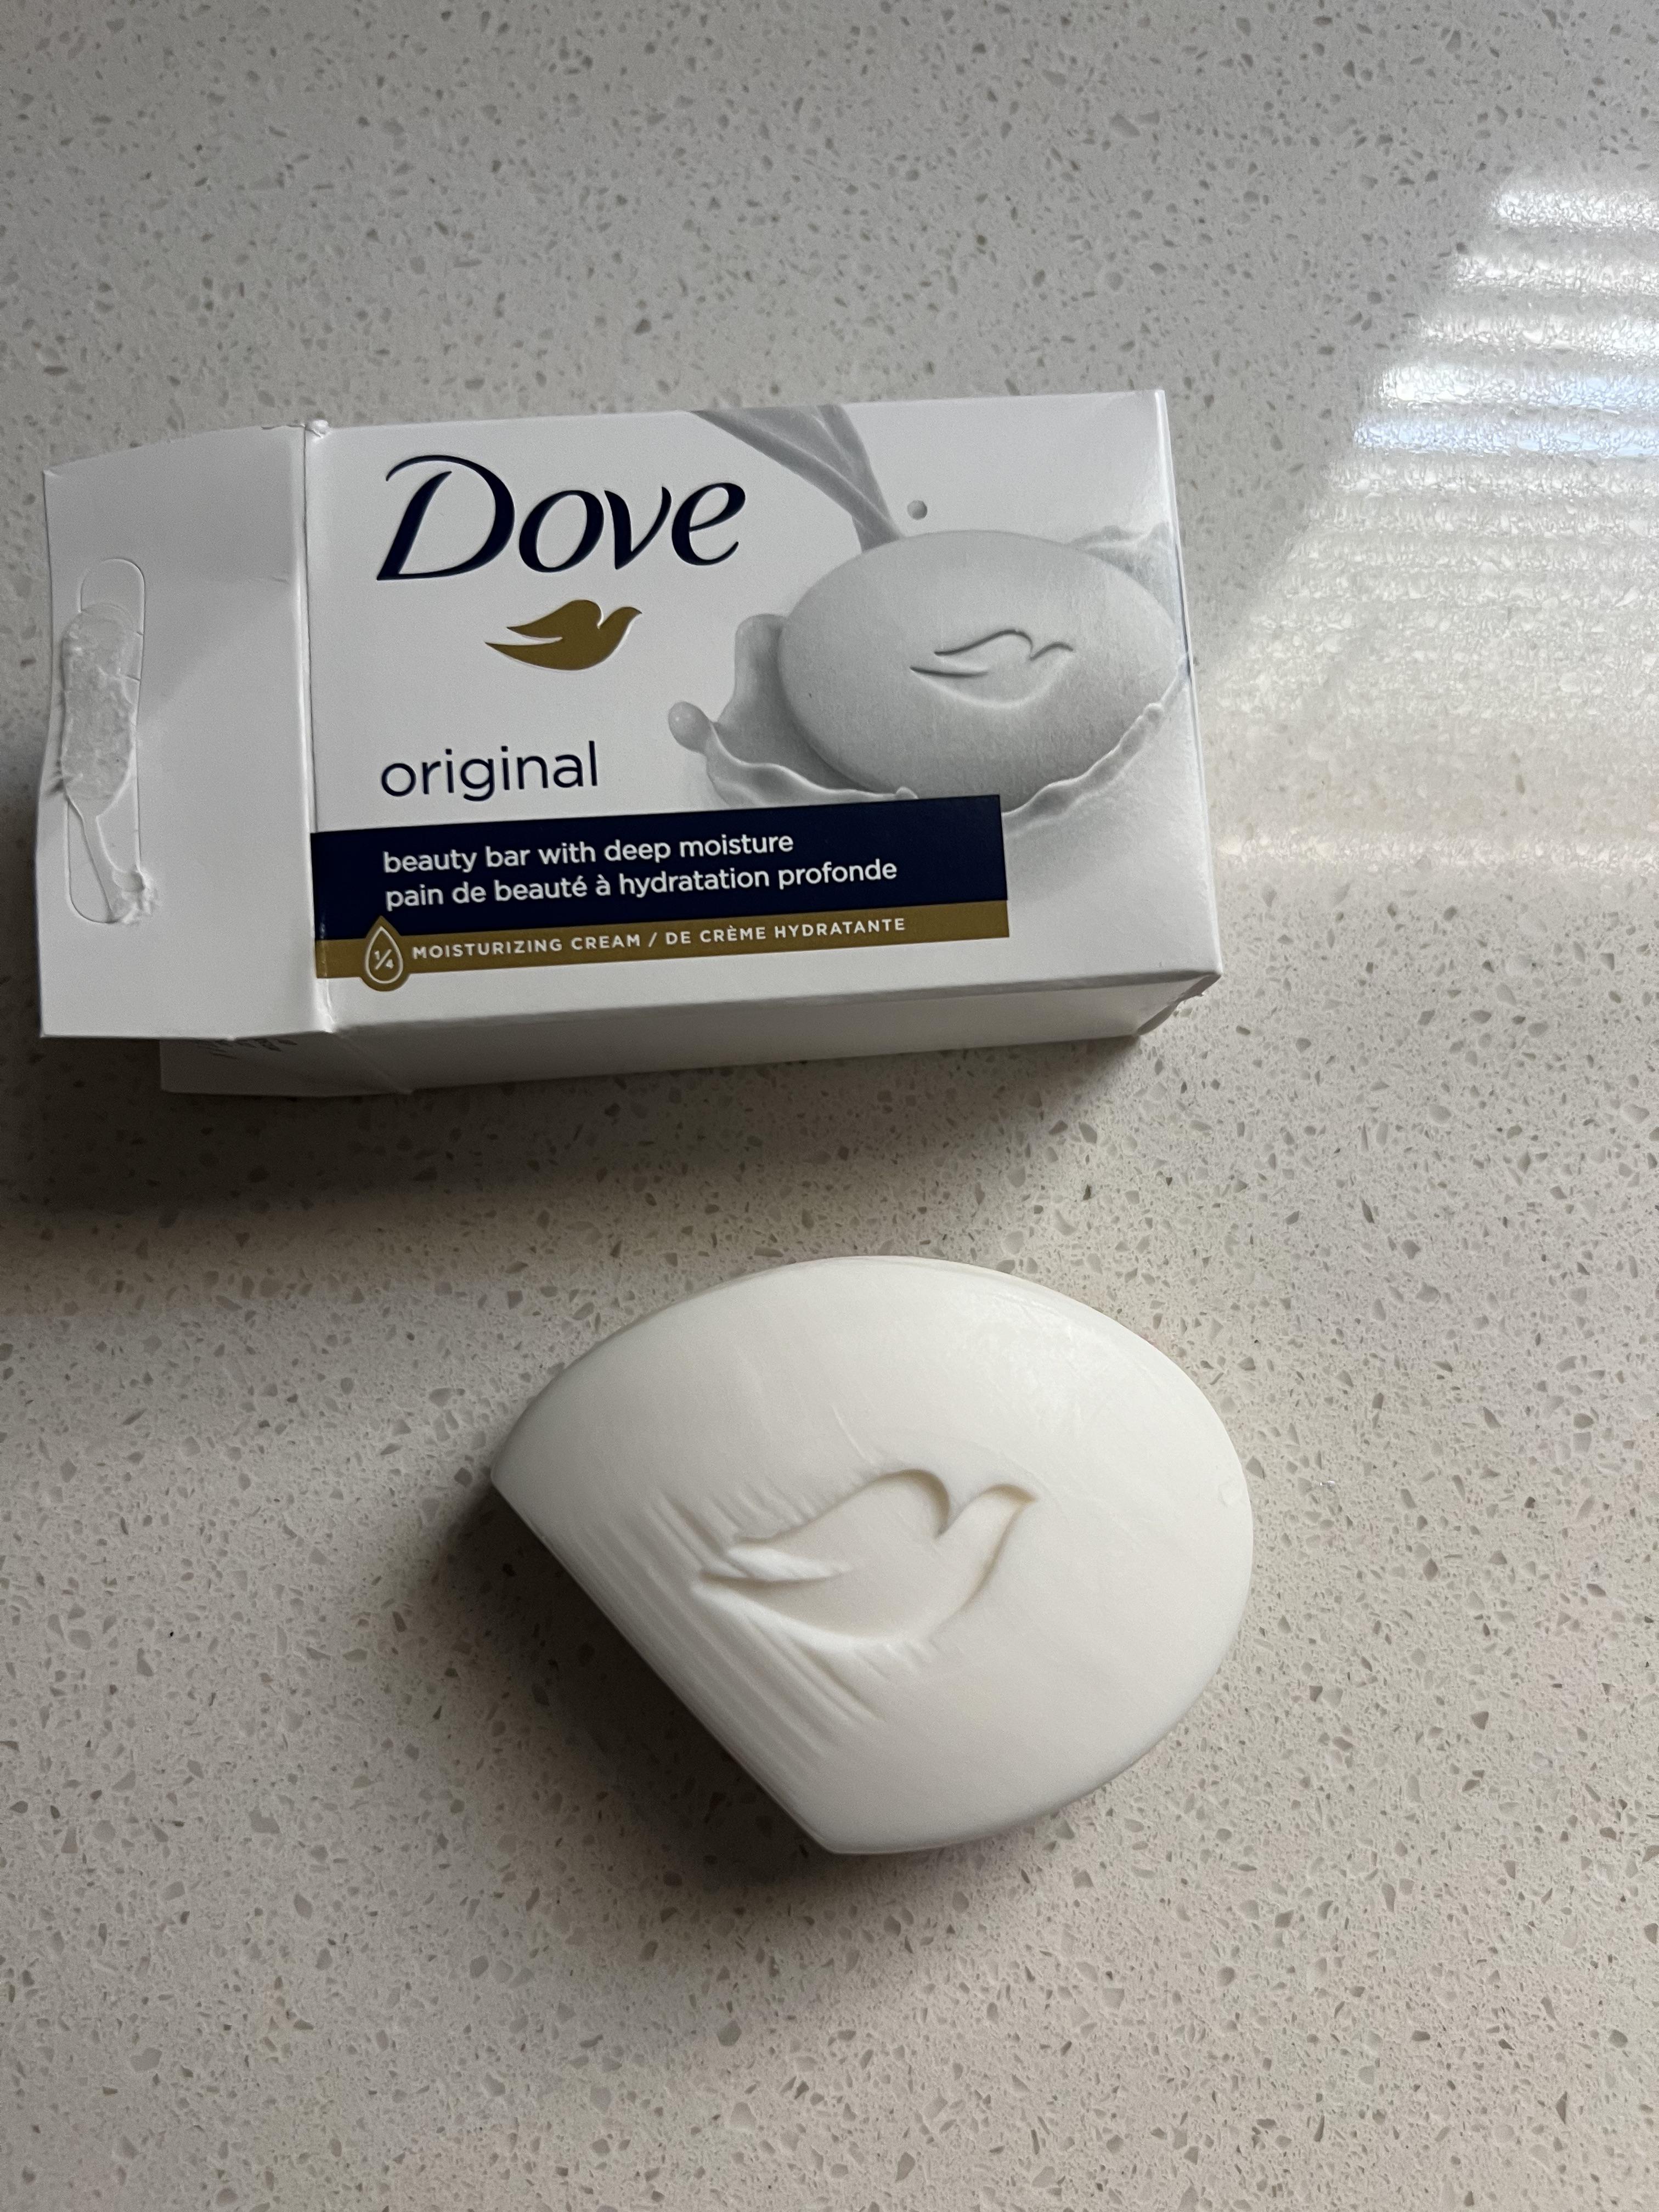 Dove
original
beauty bar with deep moisture
pain de beauté à hydratation profonde
1/4 MOISTURIZING CREAM / DE CRÈME HYDRATANTE